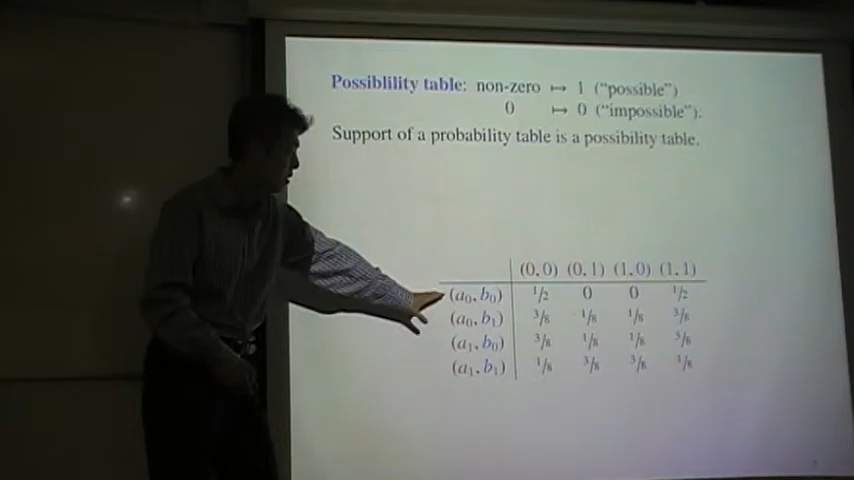 Possiblility table: non-zero ↦ 1 ("possible")
0 ↦ 0 ("impossible").
Support of a probability table is a possibility table.
(0, 0) (0, 1) (1, 0) (1, 1)
(a₀, b₀) 1/2 0 0 1/2
(a₀, b₁) 3/8 1/8 1/8 3/8
(a₁, b₀) 3/8 1/8 1/8 3/8
(a₁, b₁) 1/8 3/8 3/8 1/8